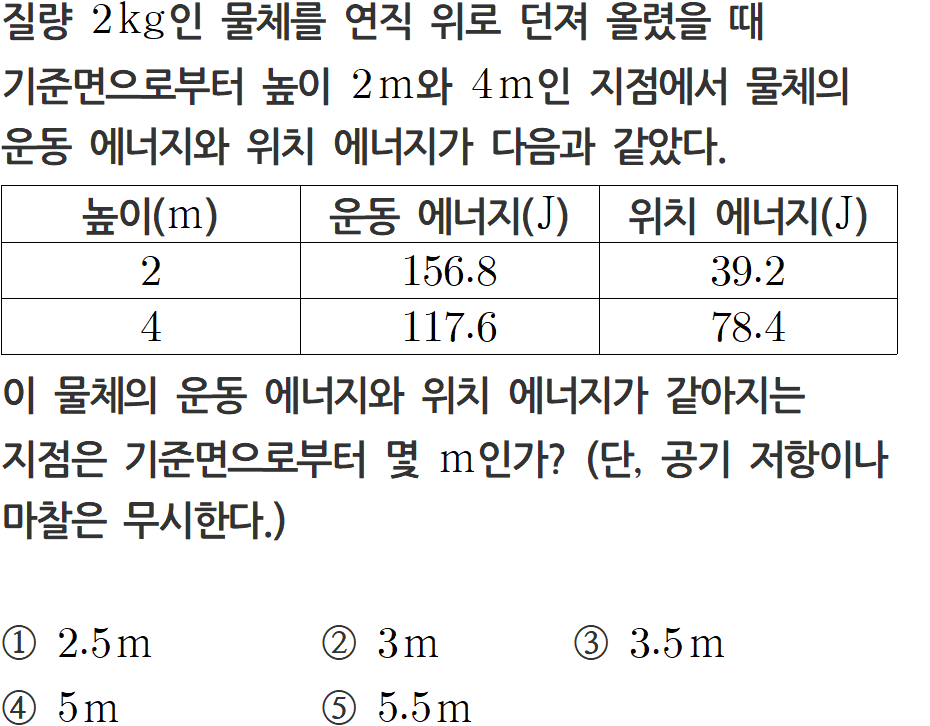 질량 2kg인 물체를 연직 위로 던져 올렸을 때
기준면으로부터 높이 2m와 4m인 지점에서 물체의
운동 에너지와 위치 에너지가 다음과 같았다.
높이(m) 운동 에너지(J) 위치 에너지(J)
2 156.8 39.2
4 117.6 78.4
이 물체의 운동 에너지와 위치 에너지가 같아지는
지점은 기준면으로부터 몇 m인가? (단, 공기 저항이나
마찰은 무시한다.)
① 2.5m ② 3m ③ 3.5m
④ 5m ⑤ 5.5m